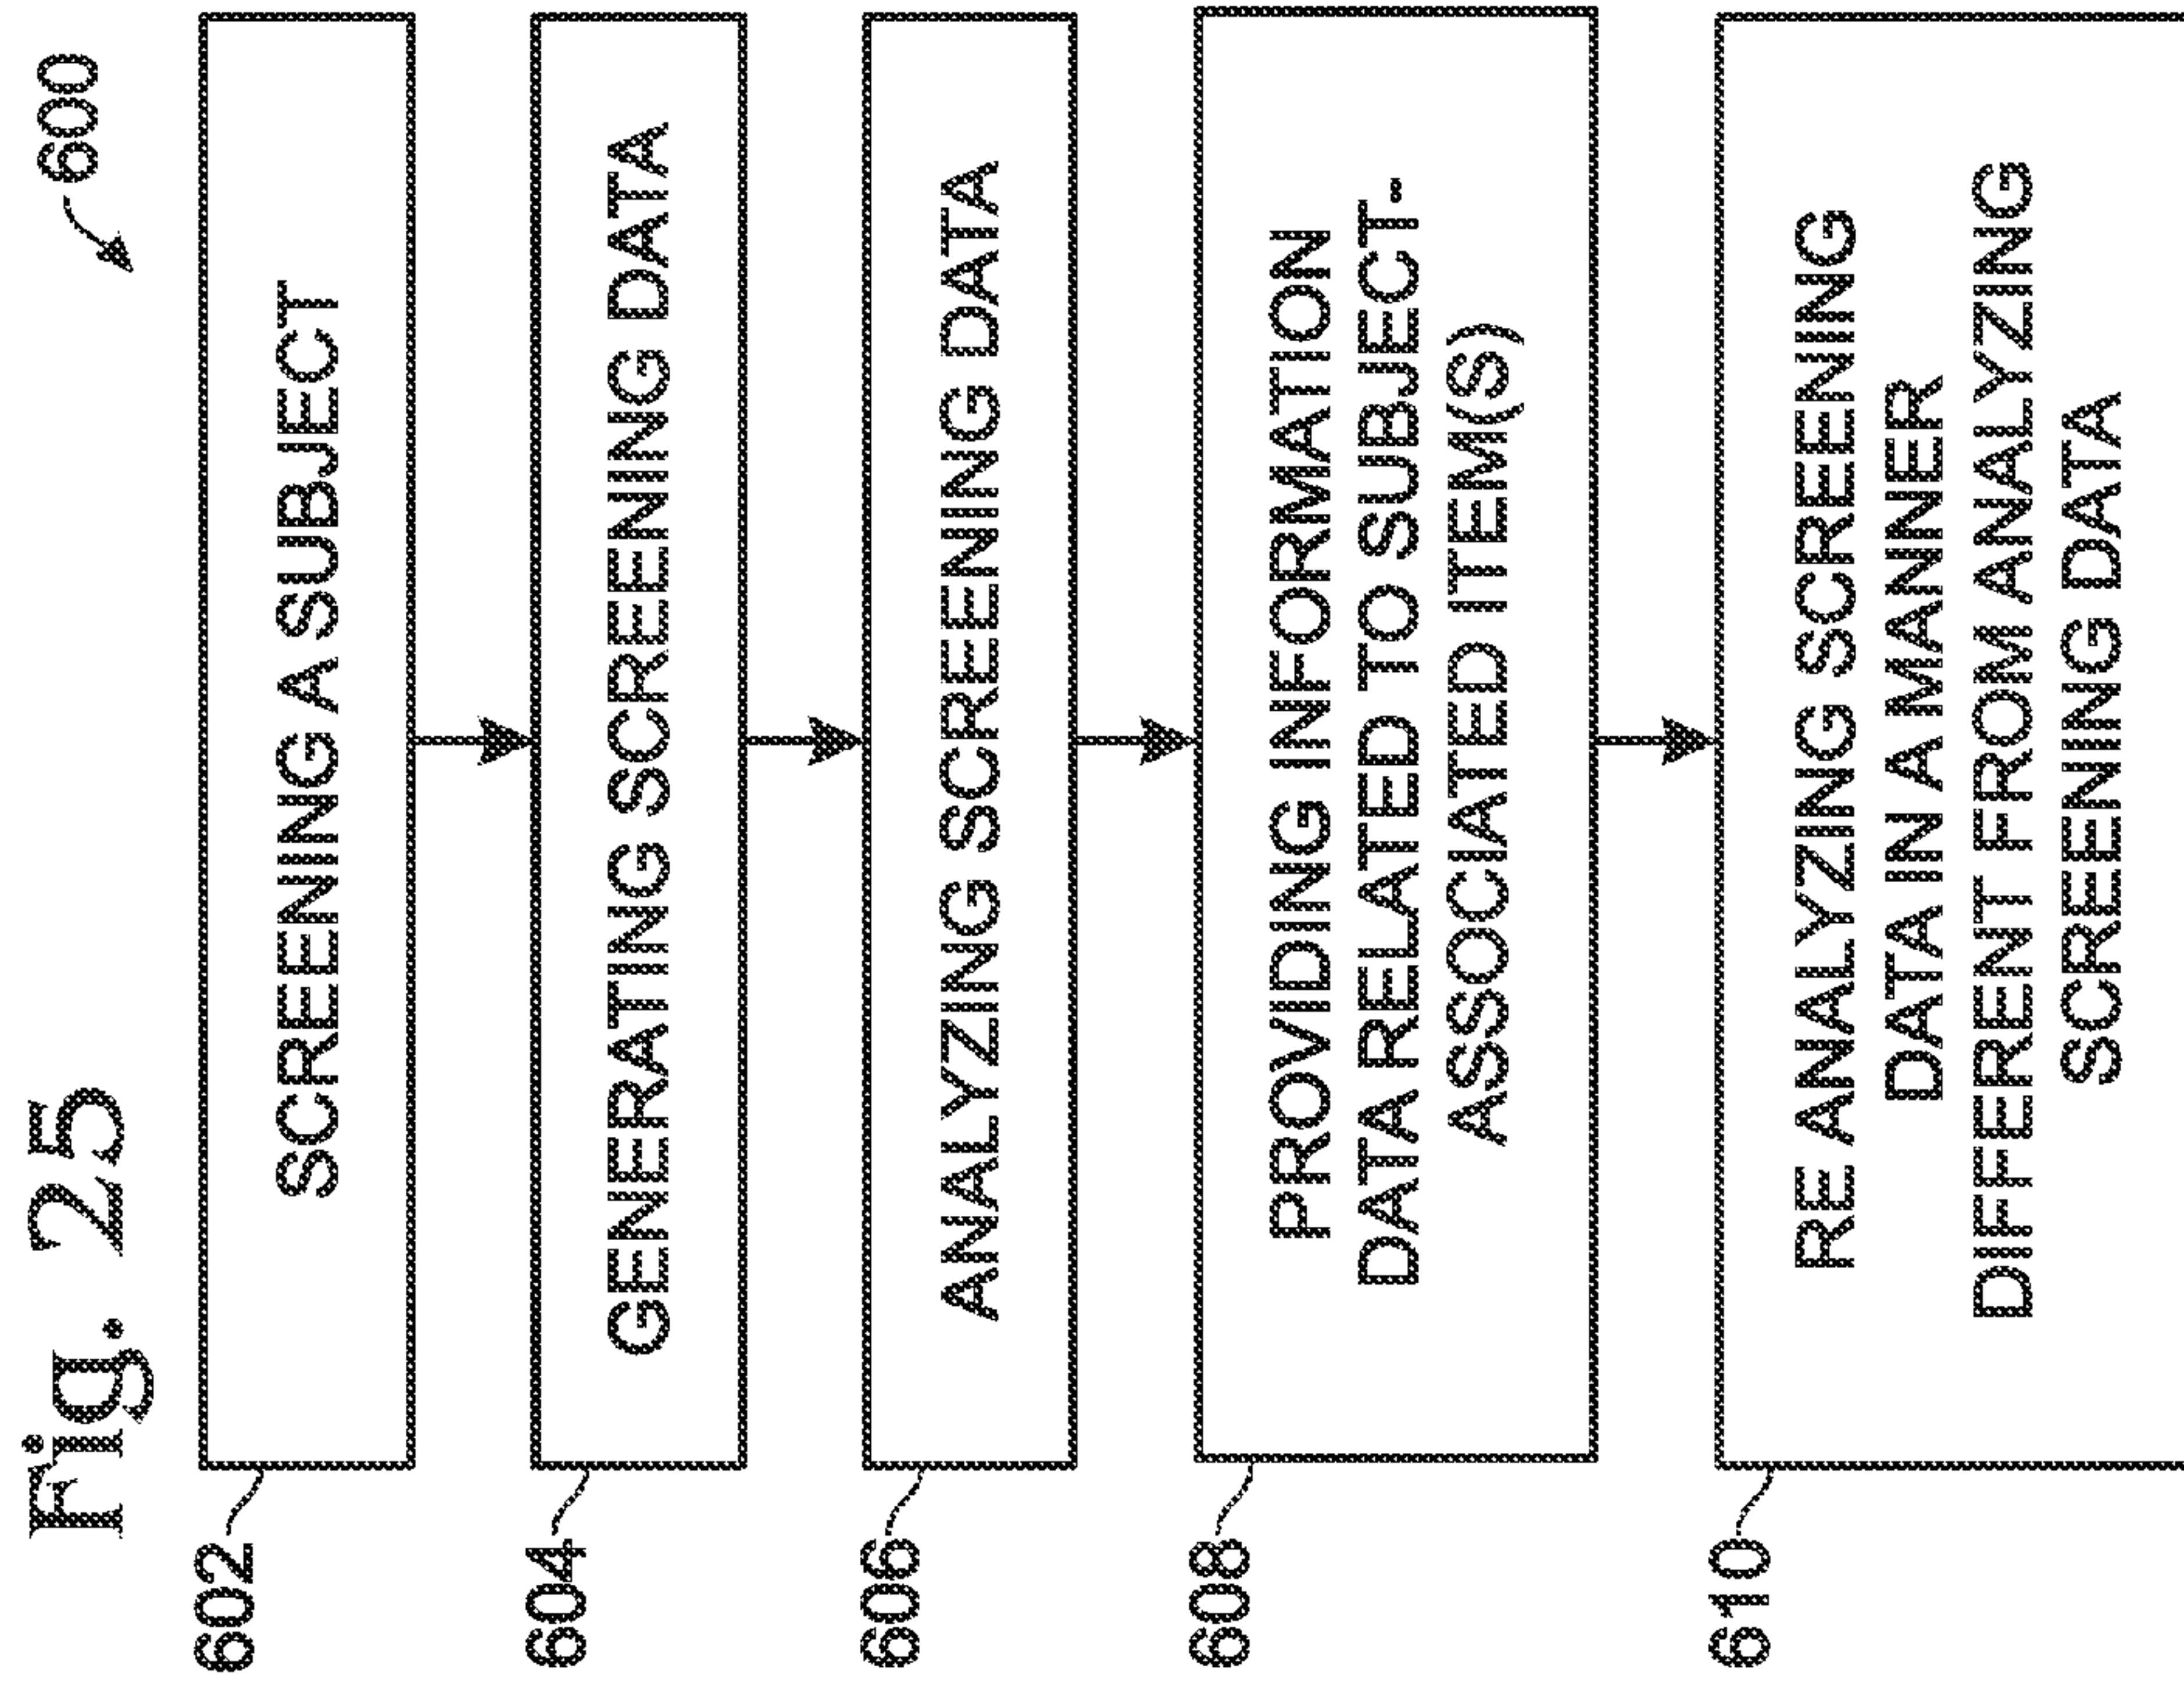 Fig. 25
600
602
SCREENING A SUBJECT
604
GENERATING SCREENING DATA
606
ANALYZING SCREENING DATA
608
PROVIDING INFORMATION
DATA RELATED TO SUBJECT-
ASSOCIATED ITEM(S)
610
RE ANALYZING SCREENING
DATA IN A MANNER
DIFFERENT FROM ANALYZING
SCREENING DATA